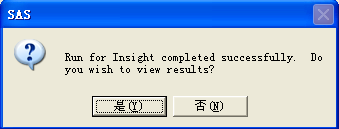 SAS
Run for Insight completed successfully.  Do
you wish to view results?
是(Y)
否(N)